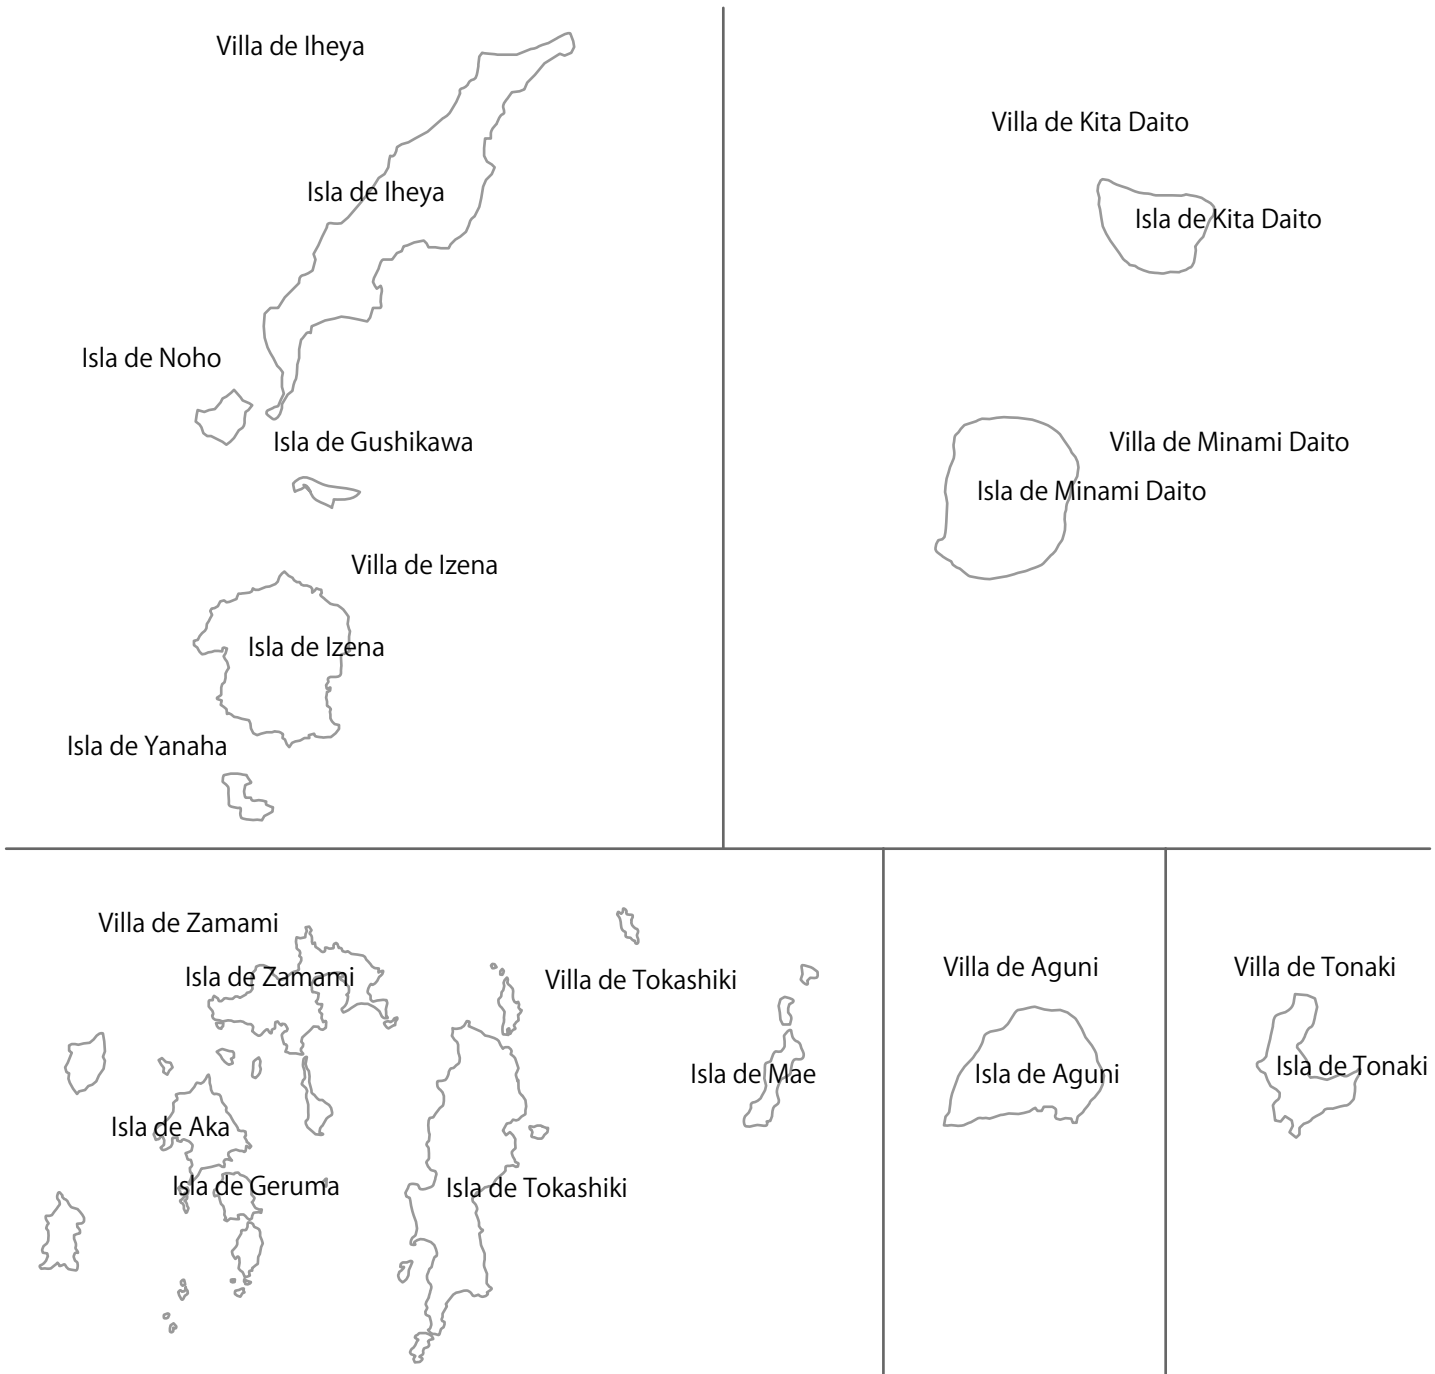 Villa de Iheya
Isla de Iheya
Isla de Noho
Isla de Gushikawa
Villa de Izena
Isla de Izena
Isla de Yanaha
Villa de Kita Daito
Isla de Kita Daito
Villa de Minami Daito
Isla de Minami Daito
Villa de Zamami
Isla de Zamami
Villa de Tokashiki
Isla de Mae
Isla de Aka
Isla de Geruma
Isla de Tokashiki
Villa de Aguni
Isla de Aguni
Villa de Tonaki
Isla de Tonaki